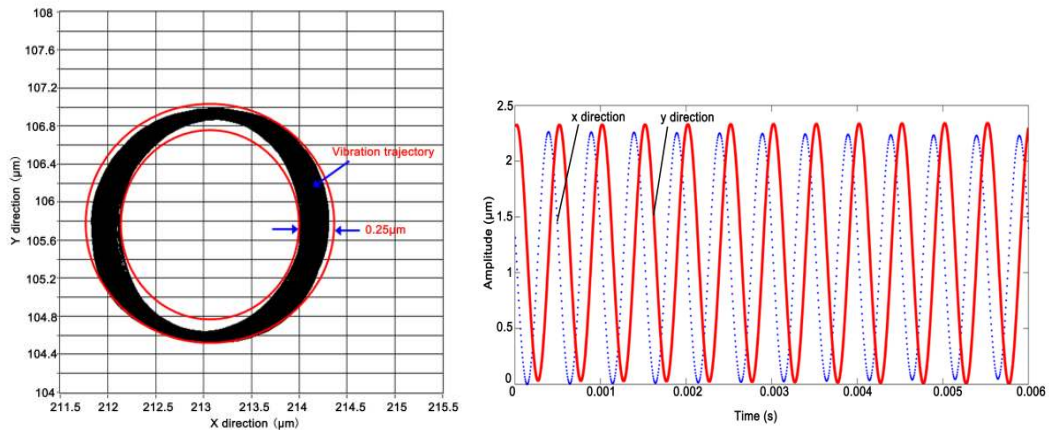 108
107.6
107.2
106.8
106.4
106
105.6
105.2
104.8
104.4
104
Y direction (μm)
Vibration trajectory
0.25μm
211.5 212 212.5 213 213.5 214 214.5 215 215.5
X direction (μm)
2.5
2
1.5
1
0.5
0
Amplitude (μm)
x direction
y direction
0 0.001 0.002 0.003 0.004 0.005 0.006
Time (s)